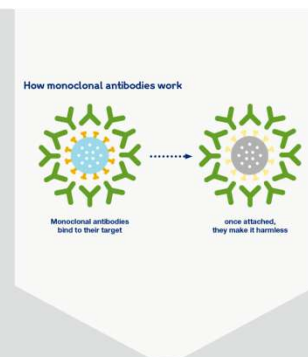 How monoclonal antibodies work
Monoclonal antibodies
bind to their target
once attached,
they make it harmless